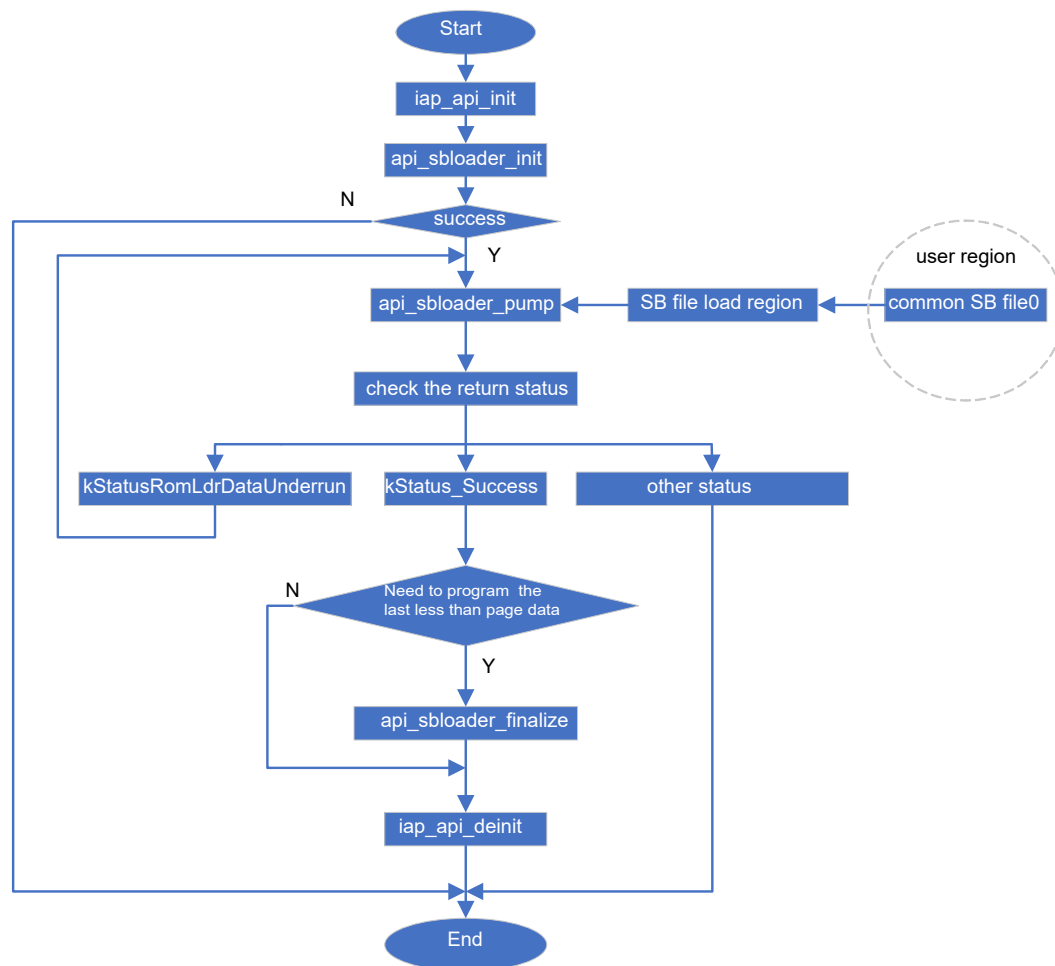 Start
iap_api_init
api_sbloader_init
N
success
Y
user region
api_sbloader_pump
SB file load region
common SB file0
check the return status
kStatusRomLdrDataUnderrun
kStatus_Success
other status
N
Need to program the
last less than page data
Y
api_sbloader_finalize
iap_api_deinit
End